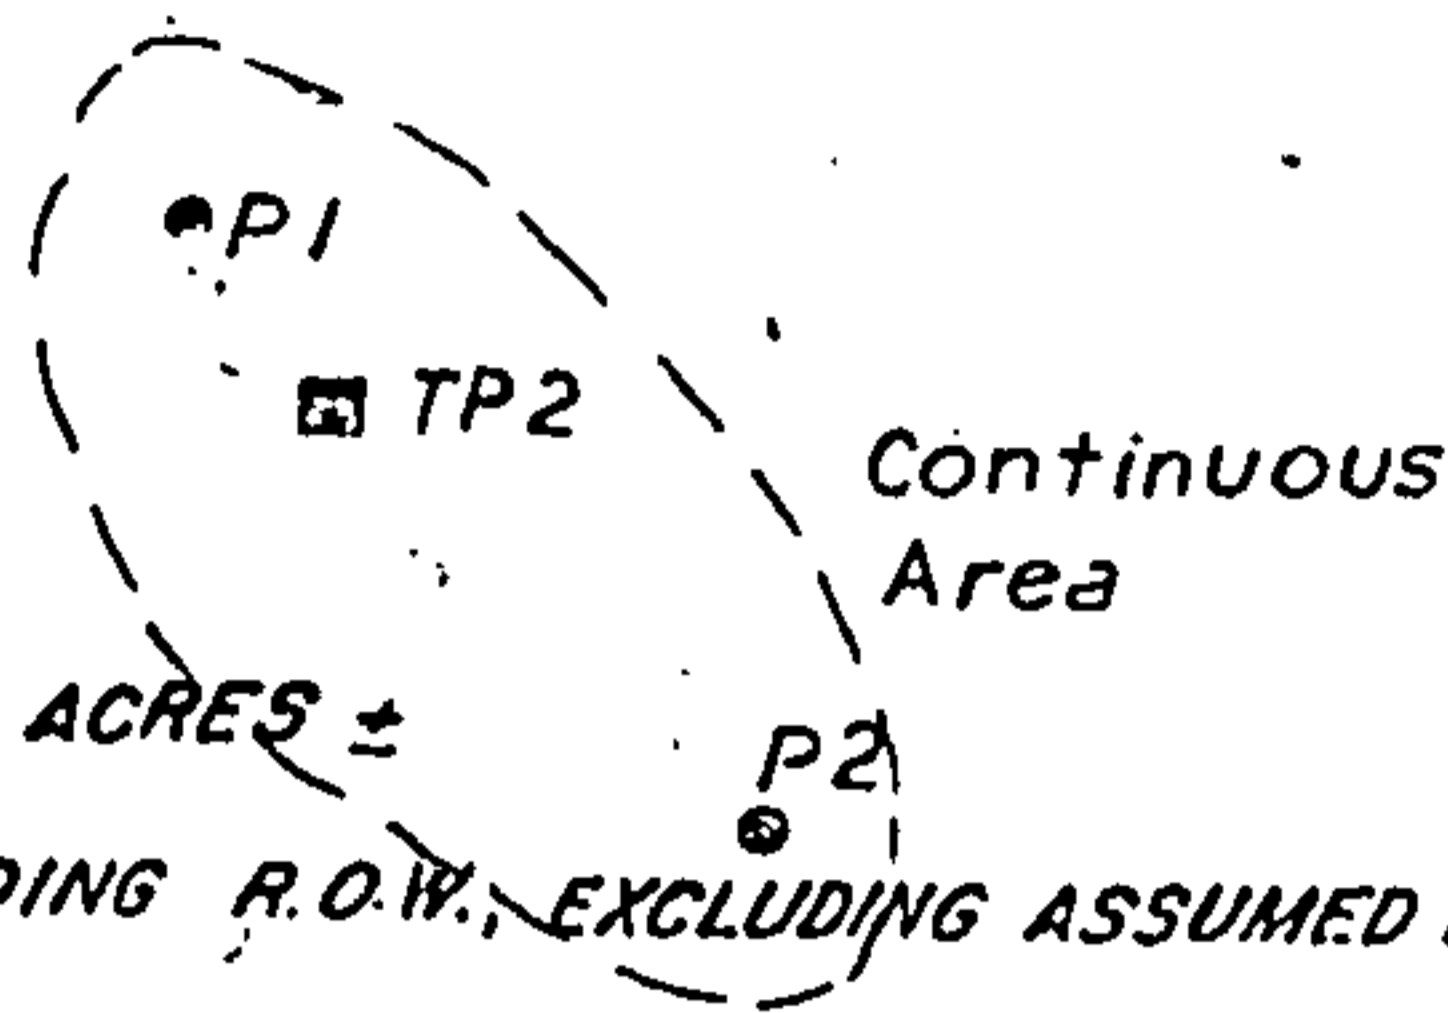 P1
TP2
Continuous
Area
ACRES ±
P2
R.O.W., EXCLUDING ASSUMED